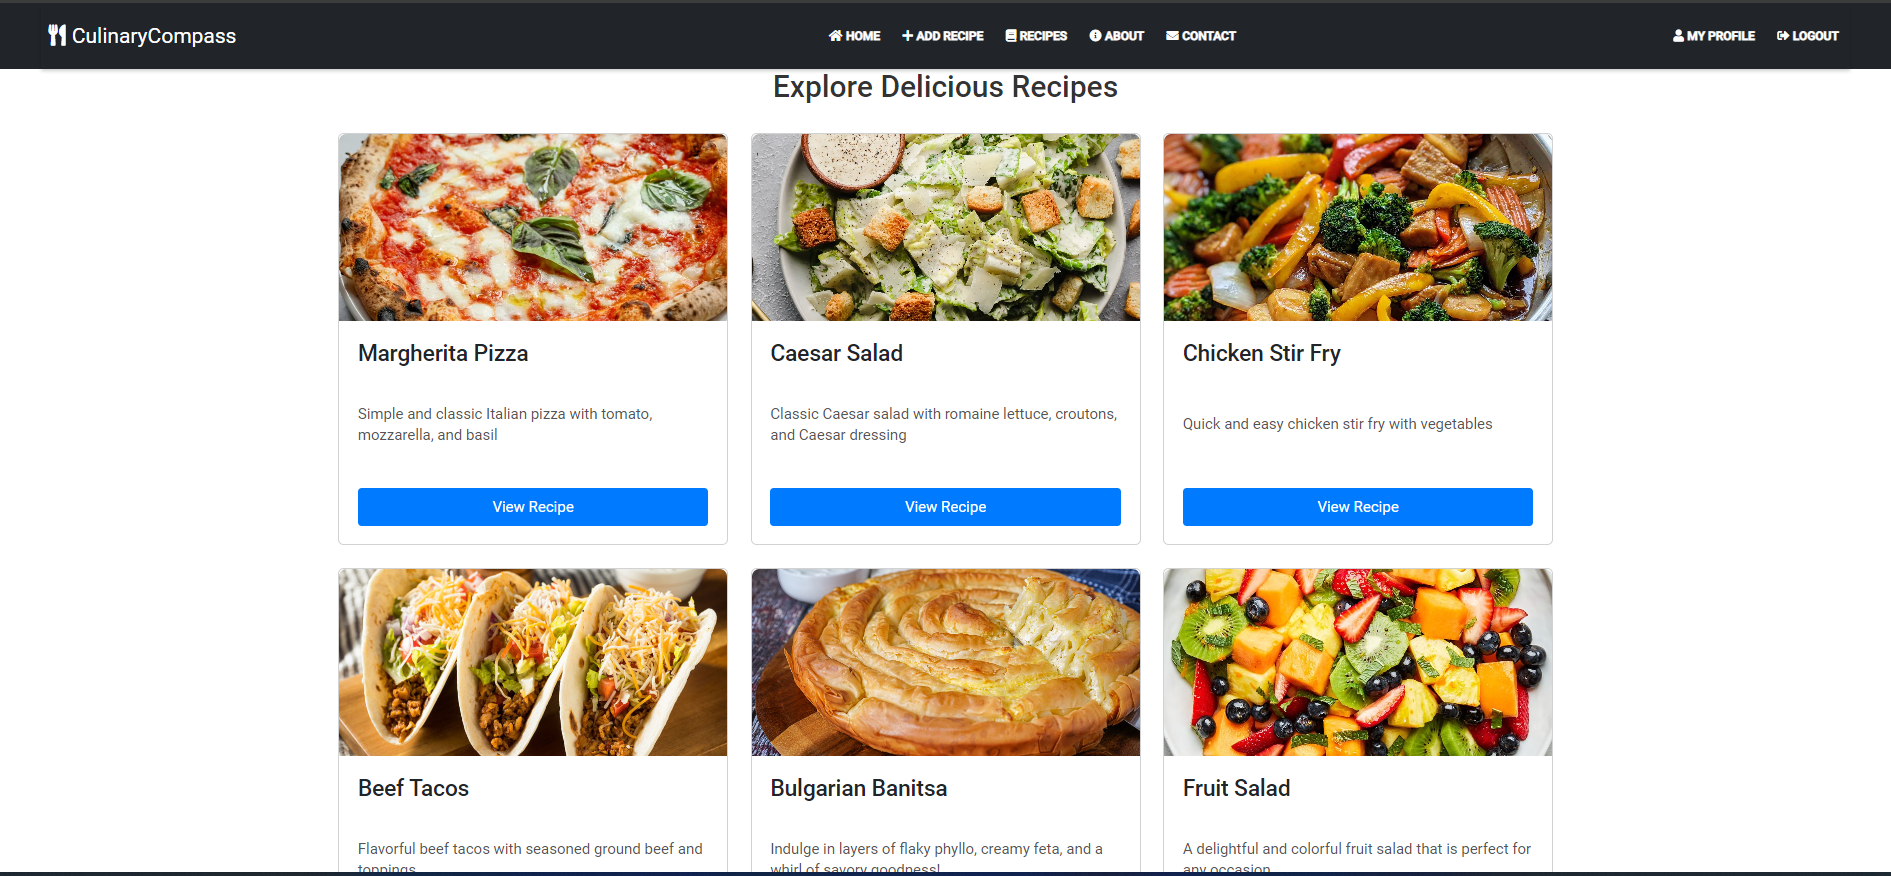 CulinaryCompass
HOME
ADD RECIPE
RECIPES
ABOUT
CONTACT
MY PROFILE
LOGOUT
Explore Delicious Recipes
Margherita Pizza
Simple and classic Italian pizza with tomato,
mozzarella, and basil
View Recipe
Caesar Salad
Classic Caesar salad with romaine lettuce, croutons,
and Caesar dressing
View Recipe
Chicken Stir Fry
Quick and easy chicken stir fry with vegetables
View Recipe
Beef Tacos
Flavorful beef tacos with seasoned ground beef and
toppings
Bulgarian Banitsa
Indulge in layers of flaky phyllo, creamy feta, and a
whirl of savory goodness!
Fruit Salad
A delightful and colorful fruit salad that is perfect for
any occasion